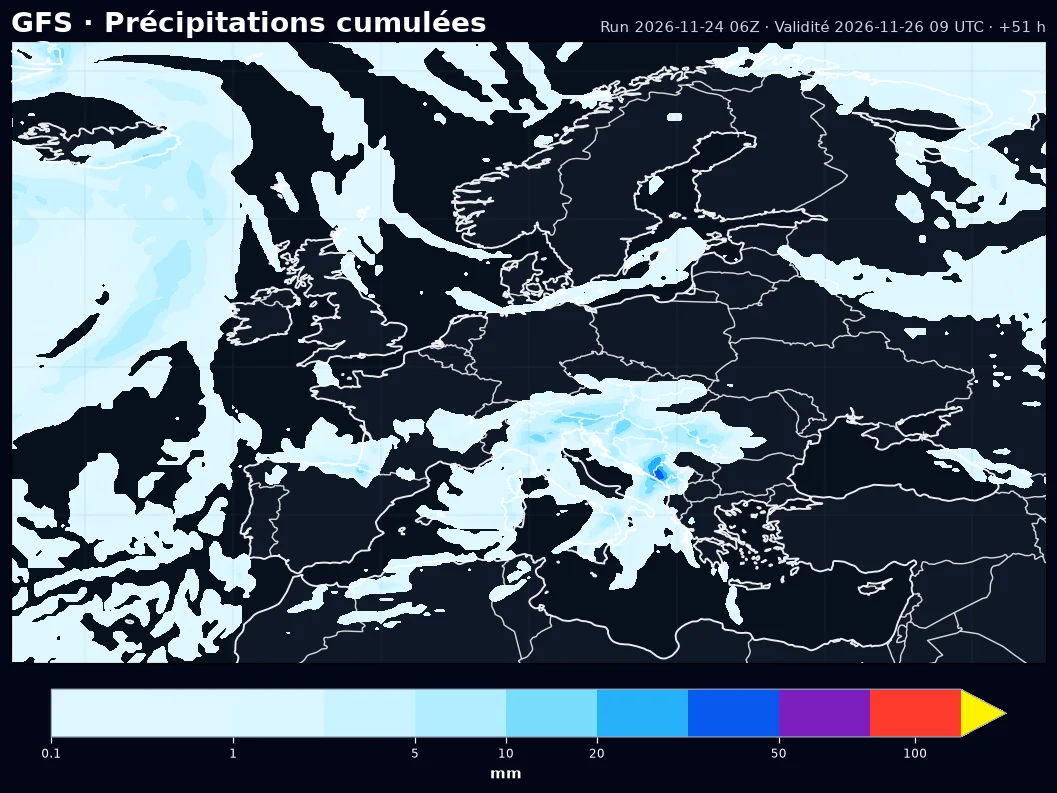 GFS · Précipitations cumulées
Run 2026-11-24 06Z · Validité 2026-11-26 09 UTC · +51 h
0.1 1 5 10 20 50 100
mm